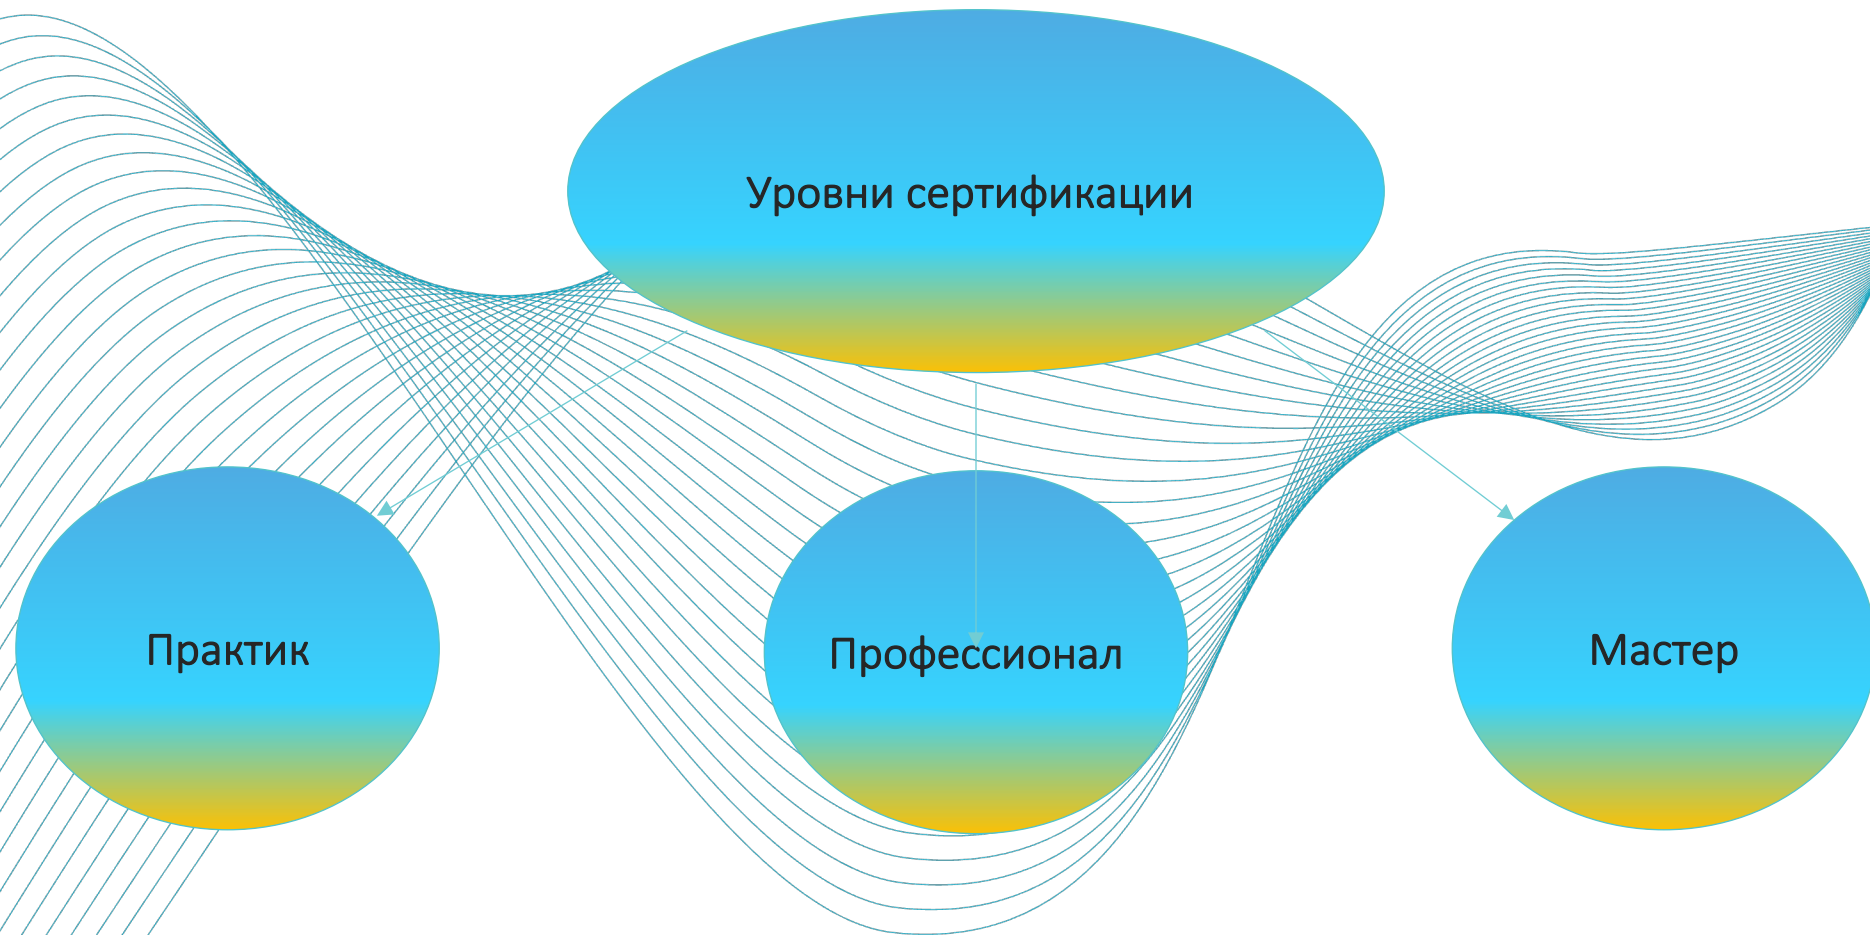 Уровни сертификации
Практик
Профессионал
Мастер